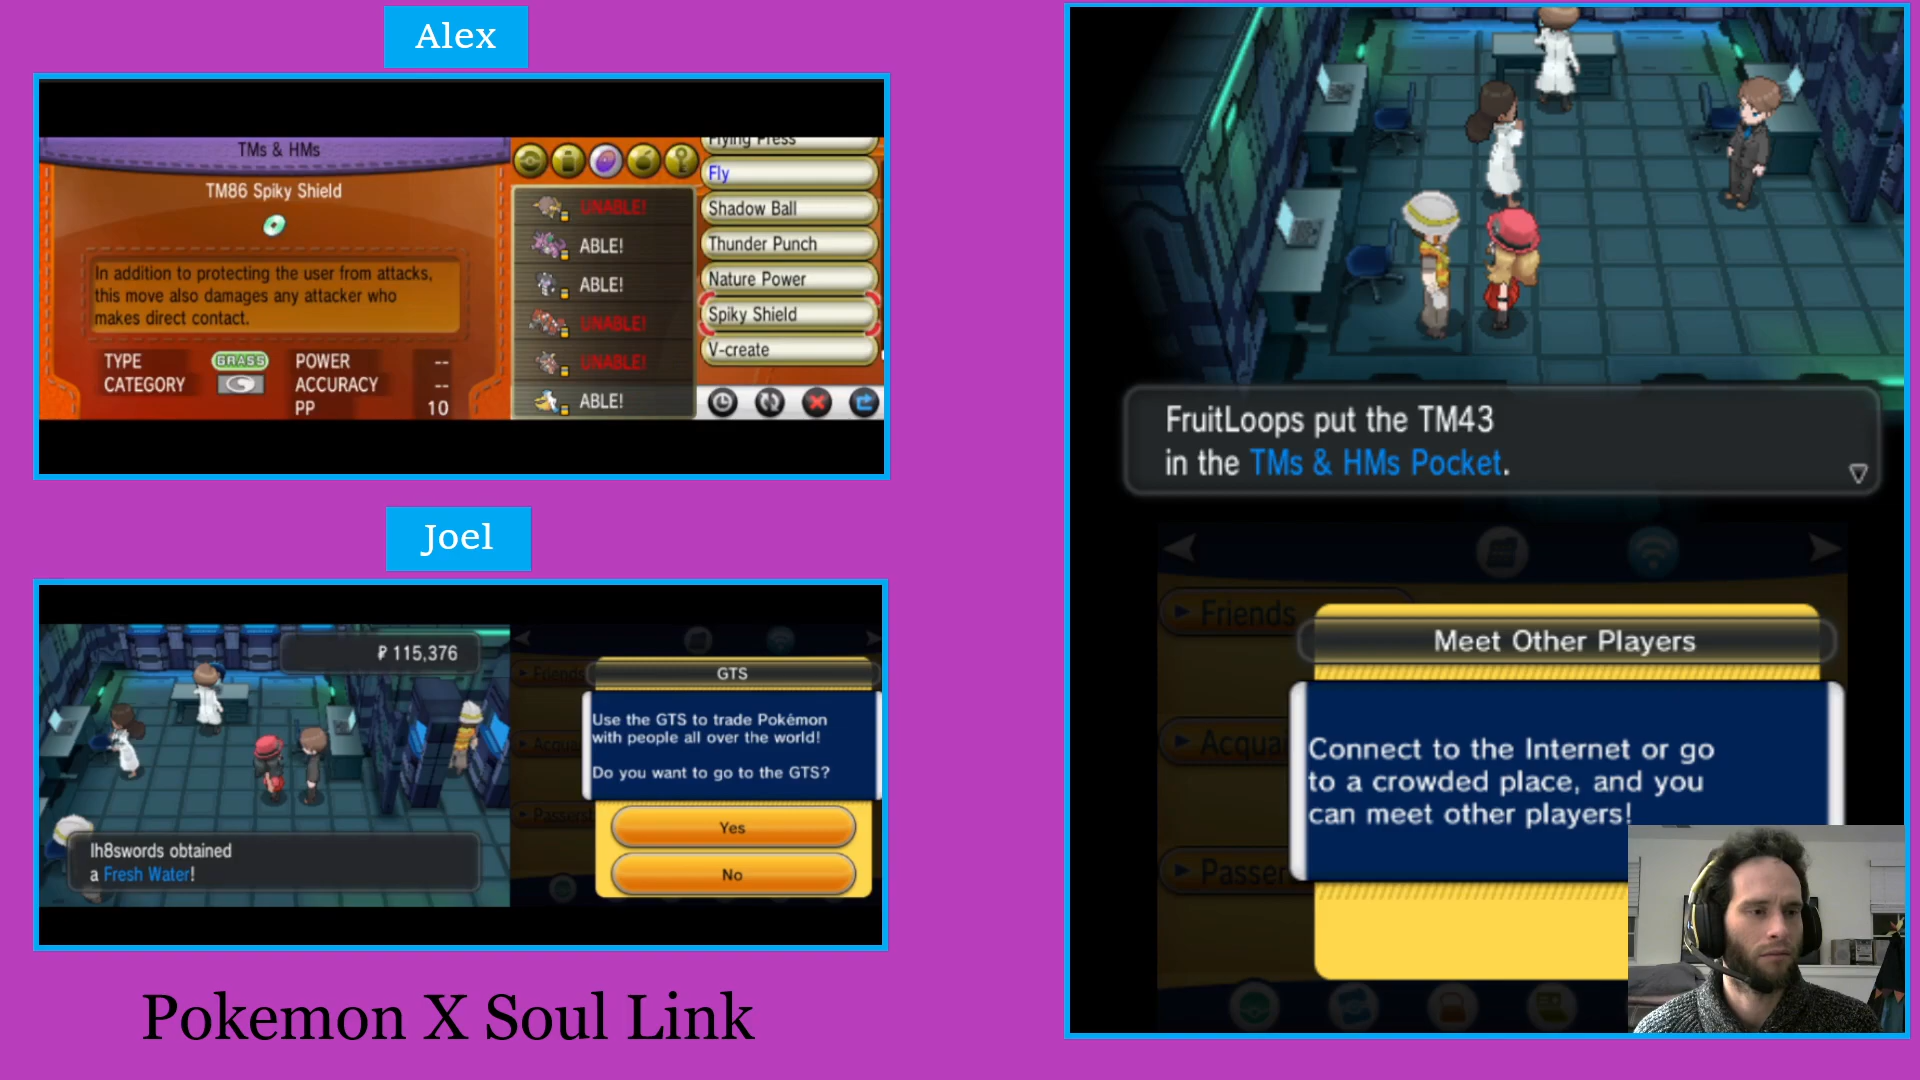 Alex
TMs & HMs
TM86 Spiky Shield
In addition to protecting the user from attacks,
this move also damages any attacker who
makes direct contact.
TYPE GRASS POWER --
CATEGORY ACCURACY --
PP 10
UNABLE!
ABLE!
ABLE!
UNABLE!
UNABLE!
ABLE!
Flying Press
Fly
Shadow Ball
Thunder Punch
Nature Power
Spiky Shield
V-create
Joel
₽ 115,376
Ih8swords obtained
a Fresh Water!
Friends
GTS
Use the GTS to trade Pokémon
with people all over the world!
Do you want to go to the GTS?
Yes
No
Pokemon X Soul Link
FruitLoops put the TM43
in the TMs & HMs Pocket.
Friends
Acquai
Passer
Meet Other Players
Connect to the Internet or go
to a crowded place, and you
can meet other players!